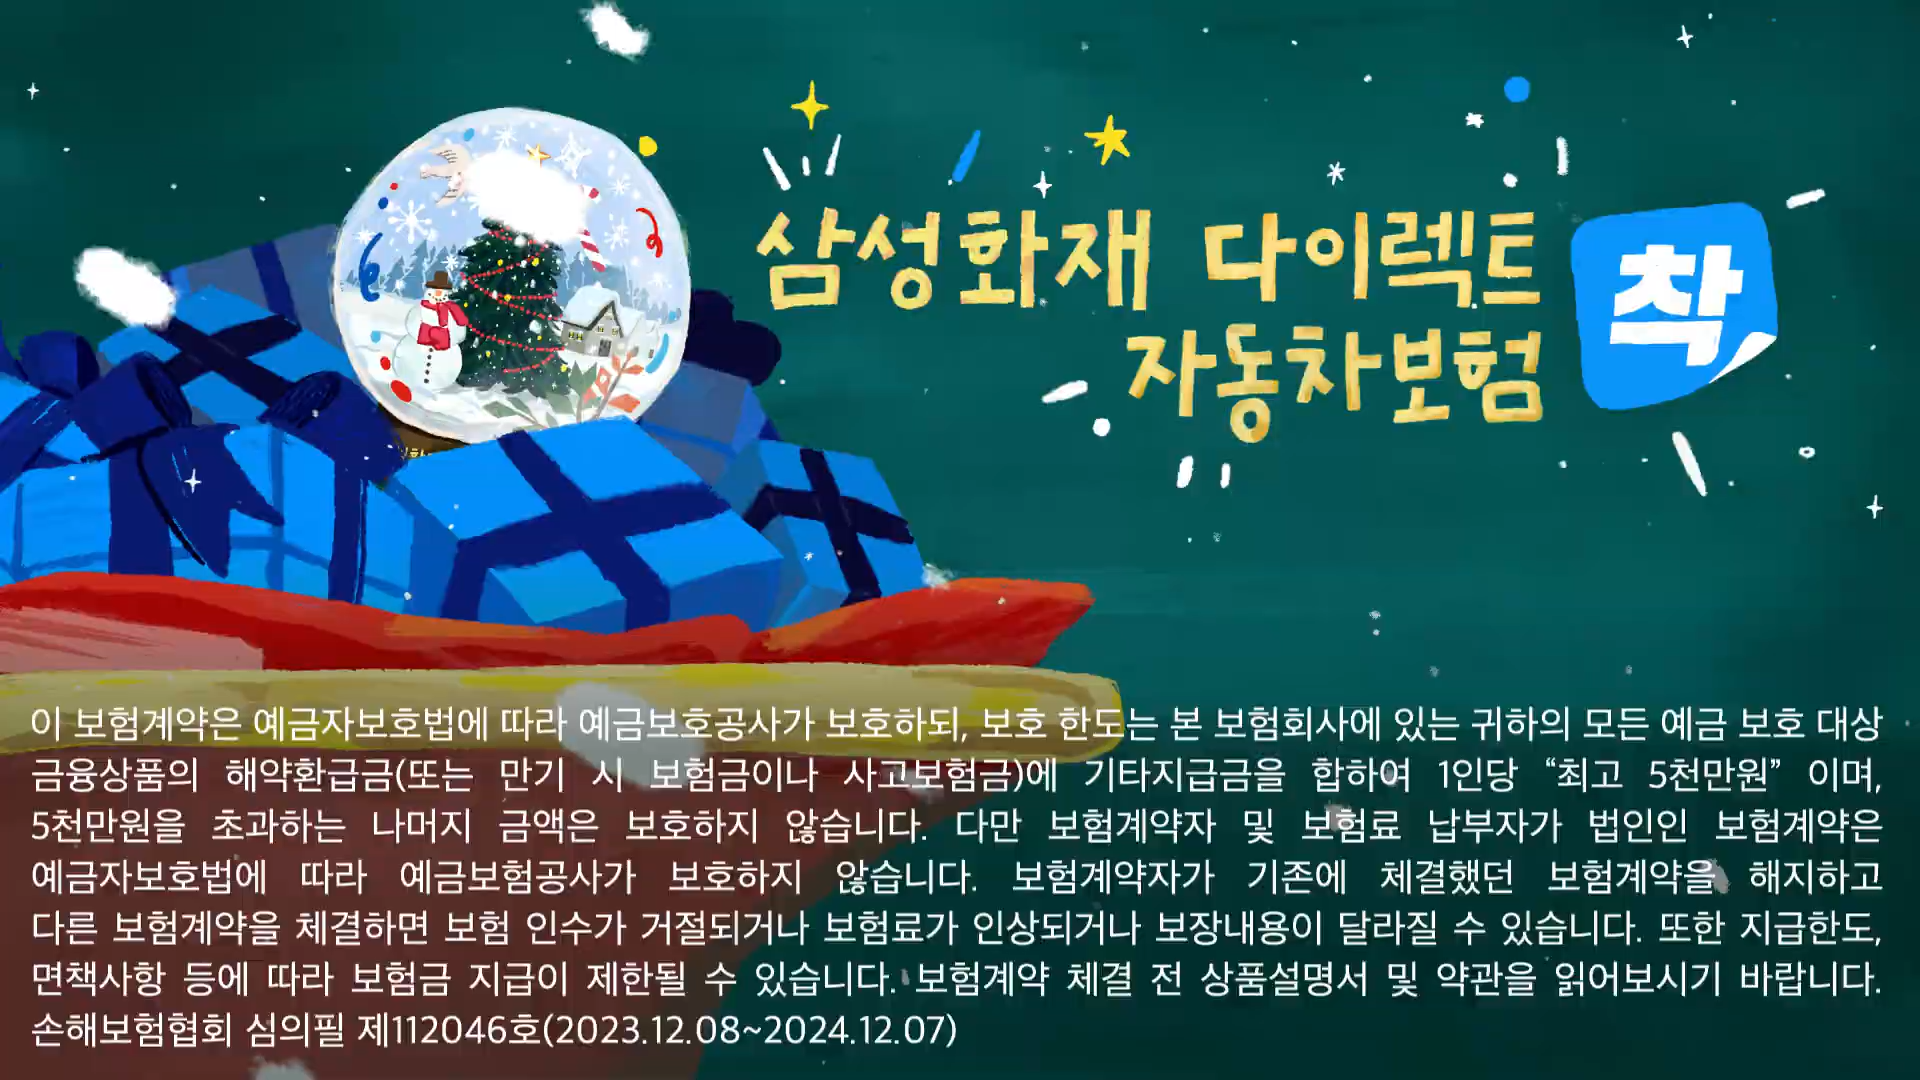 삼성화재 다이렉트
자동차보험
착
이 보험계약은 예금자보호법에 따라 예금보호공사가 보호하되, 보호 한도는 본 보험회사에 있는 귀하의 모든 예금 보호 대상
금융상품의 해약환급금(또는 만기 시 보험금이나 사고보험금)에 기타지급금을 합하여 1인당 “최고 5천만원” 이며,
5천만원을 초과하는 나머지 금액은 보호하지 않습니다. 다만 보험계약자 및 보험료 납부자가 법인인 보험계약은
예금자보호법에 따라 예금보험공사가 보호하지 않습니다. 보험계약자가 기존에 체결했던 보험계약을 해지하고
다른 보험계약을 체결하면 보험 인수가 거절되거나 보험료가 인상되거나 보장내용이 달라질 수 있습니다. 또한 지급한도,
면책사항 등에 따라 보험금 지급이 제한될 수 있습니다. 보험계약 체결 전 상품설명서 및 약관을 읽어보시기 바랍니다.
손해보험협회 심의필 제112046호(2023.12.08~2024.12.07)